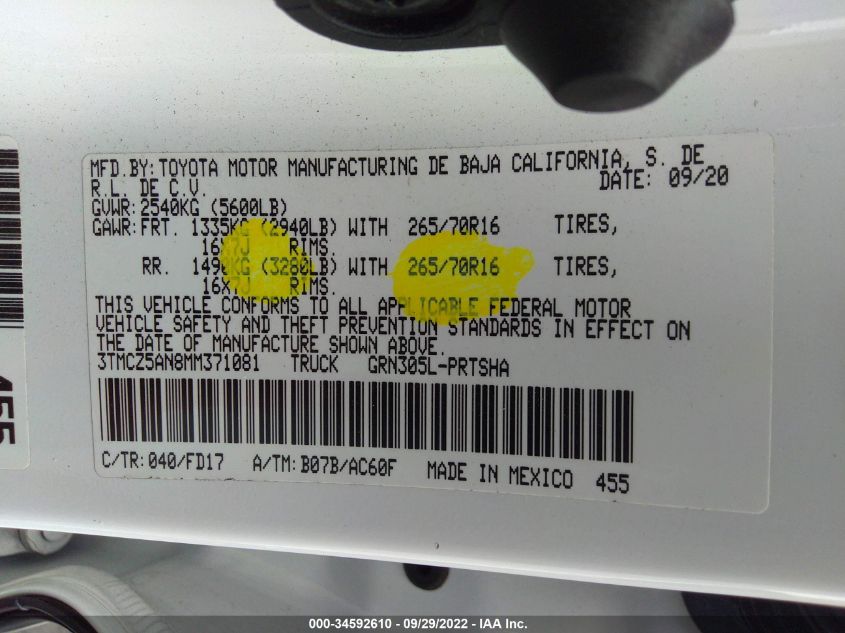 MFD.BY:TOYOTA MOTOR MANUFACTURING DE BAJA CALIFORNIA, S. DE
R.L. DE C.V. DATE: 09/20
GVWR:2540KG (5600LB)
GAWR:FRT. 1335KG (2940LB) WITH 265/70R16 TIRES,
16X7J RIMS.
RR. 1490KG (3280LB) WITH 265/70R16 TIRES,
16X7J RIMS.
THIS VEHICLE CONFORMS TO ALL APPLICABLE FEDERAL MOTOR
VEHICLE SAFETY AND THEFT PREVENTION STANDARDS IN EFFECT ON
THE DATE OF MANUFACTURE SHOWN ABOVE.
3TMCZ5AN8MM371081 TRUCK GRN305L-PRTSHA
C/TR:040/FD17 A/TM:B07B/AC60F MADE IN MEXICO 455
455
000-34592610 - 09/29/2022 - IAA Inc.